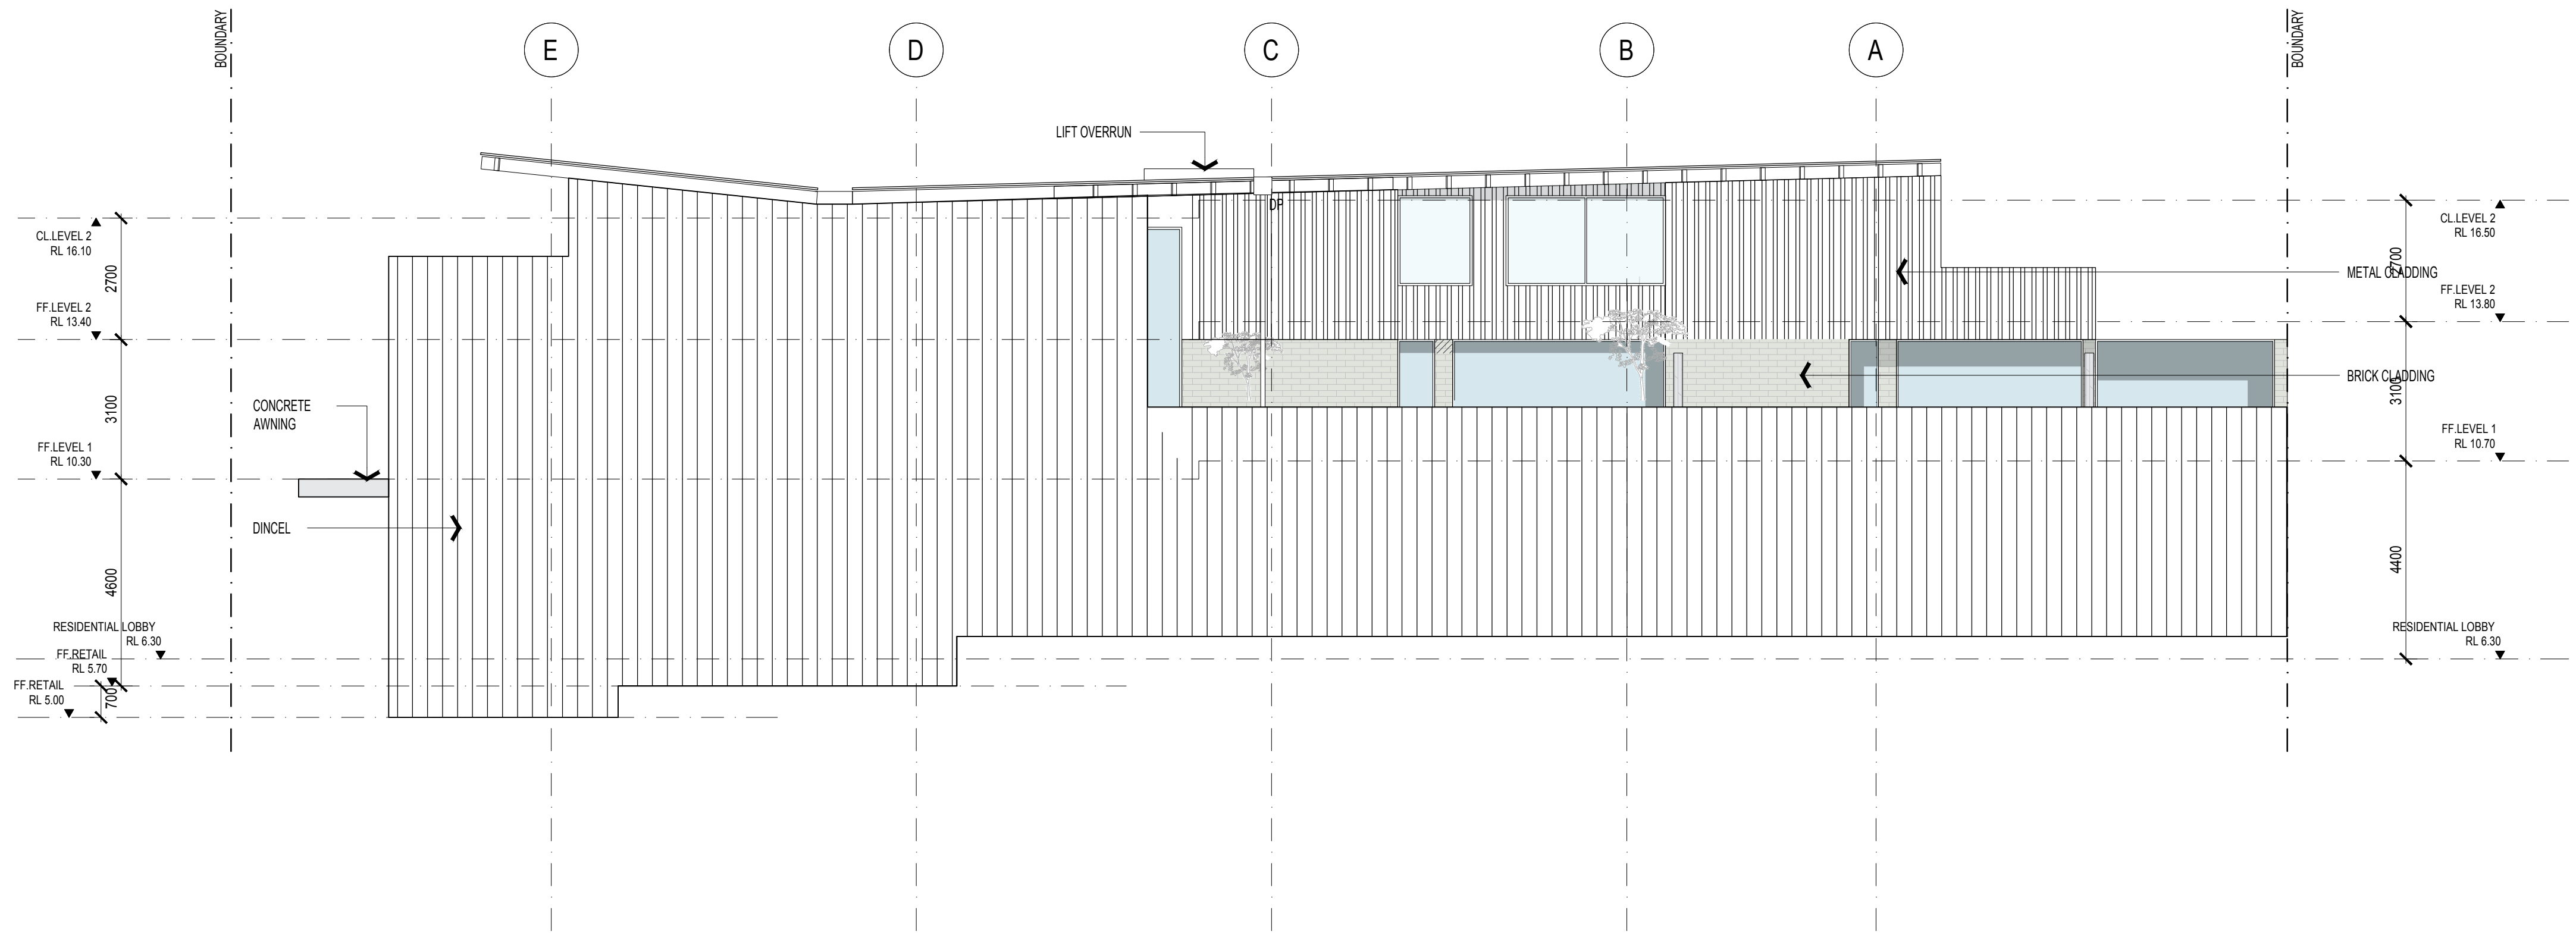 BOUNDARY
E
D
C
B
A
BOUNDARY
LIFT OVERRUN
DP
CL.LEVEL 2
RL 16.10
2700
FF.LEVEL 2
RL 13.40
3100
CONCRETE
AWNING
FF.LEVEL 1
RL 10.30
DINCEL
4600
RESIDENTIAL LOBBY
RL 6.30
FF.RETAIL
RL 5.70
FF.RETAIL
RL 5.00
700
CL.LEVEL 2
RL 16.50
2700
METAL CLADDING
FF.LEVEL 2
RL 13.80
BRICK CLADDING
3100
FF.LEVEL 1
RL 10.70
4400
RESIDENTIAL LOBBY
RL 6.30